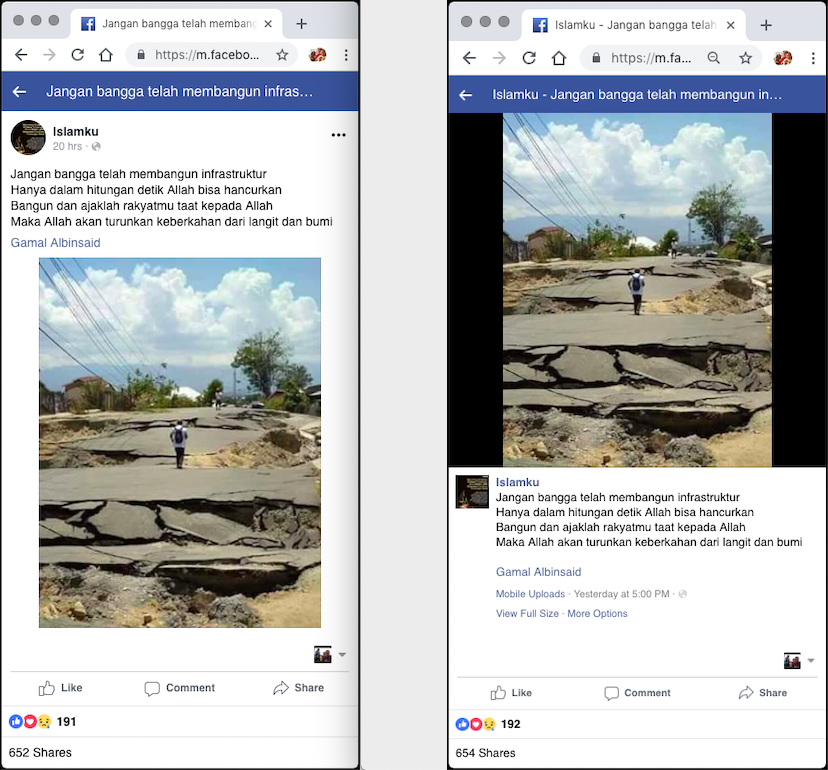 Jangan bangga telah membang
https://m.facebo...
Jangan bangga telah membangun infras...
Islamku
20 hrs ·
Jangan bangga telah membangun infrastruktur
Hanya dalam hitungan detik Allah bisa hancurkan
Bangun dan ajaklah rakyatmu taat kepada Allah
Maka Allah akan turunkan keberkahan dari langit dan bumi
Gamal Albinsaid
Like Comment Share
191
652 Shares
Islamku - Jangan bangga telah
https://m.fa...
Islamku - Jangan bangga telah membangun in...
Islamku
Jangan bangga telah membangun infrastruktur
Hanya dalam hitungan detik Allah bisa hancurkan
Bangun dan ajaklah rakyatmu taat kepada Allah
Maka Allah akan turunkan keberkahan dari langit dan bumi
Gamal Albinsaid
Mobile Uploads · Yesterday at 5:00 PM ·
View Full Size · More Options
Like Comment Share
192
654 Shares